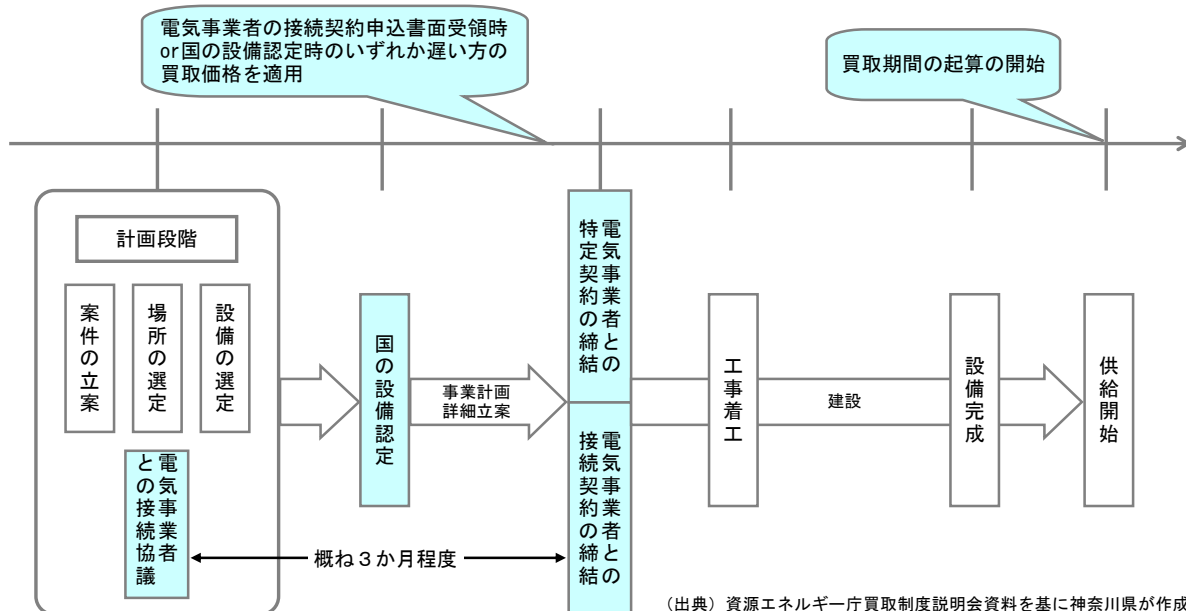 電気事業者の接続契約申込書面受領時
or国の設備認定時のいずれか遅い方の
買取価格を適用
買取期間の起算の開始
計画段階
案件の立案
場所の選定
設備の選定
電気事業者
との接続協議
国の設備認定
事業計画
詳細立案
電気事業者との
特定契約の締結
電気事業者との
接続契約の締結
工事着工
建設
設備完成
供給開始
概ね3か月程度
(出典)資源エネルギー庁買取制度説明会資料を基に神奈川県が作成